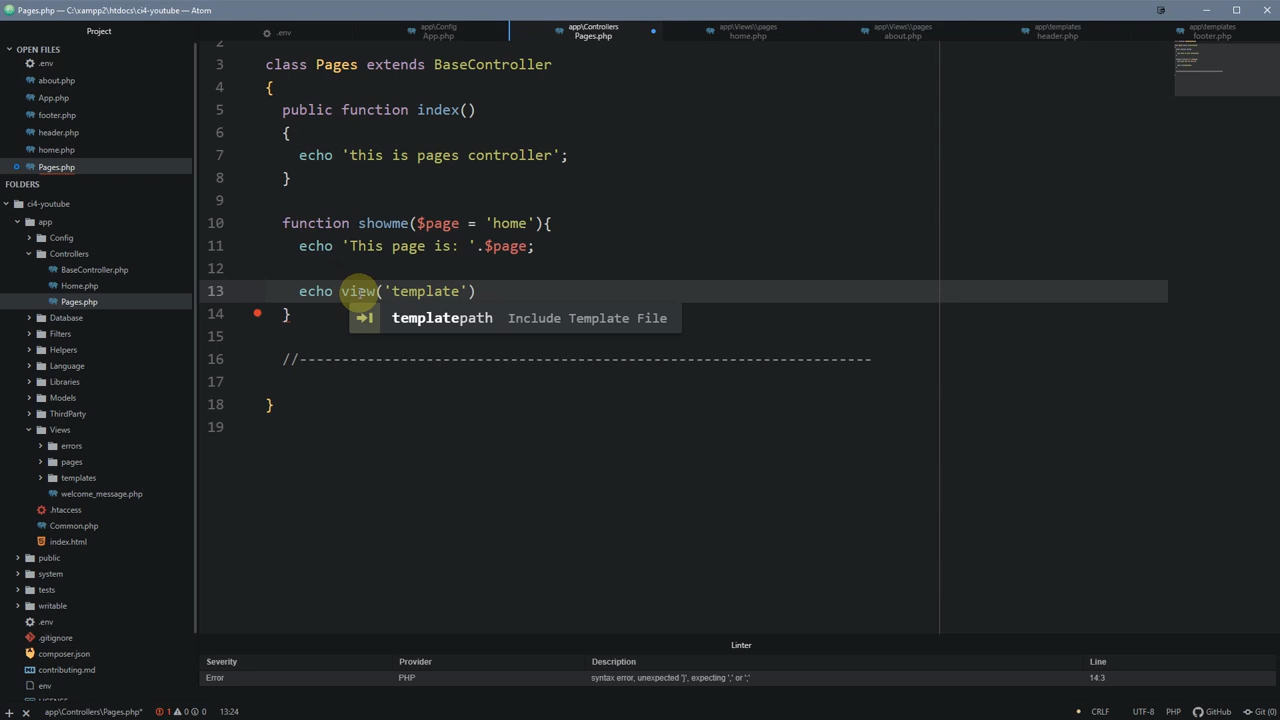 Pages.php — C:\xampp2\htdocs\ci4-youtube — Atom
Project
OPEN FILES
.env
about.php
App.php
footer.php
header.php
home.php
Pages.php
FOLDERS
ci4-youtube
app
Config
Controllers
BaseController.php
Home.php
Pages.php
Database
Filters
Helpers
Language
Libraries
Models
ThirdParty
Views
errors
pages
templates
welcome_message.php
.htaccess
Common.php
index.html
public
system
tests
writable
.env
.gitignore
composer.json
contributing.md
env
.env
app\Config
App.php
app\Controllers
Pages.php
app\Views\\pages
home.php
app\Views\\pages
about.php
app\templates
header.php
app\templates
footer.php
2
3 class Pages extends BaseController
4 {
5 public function index()
6 {
7 echo 'this is pages controller';
8 }
9
10 function showme($page = 'home'){
11 echo 'This page is: '.$page;
12
13 echo view('template')
templatepath Include Template File
14 }
15
16 //--------------------------------------------------------------------
17
18 }
19
Linter
Severity Provider Description Line
Error PHP syntax error, unexpected '}', expecting ',' or ';' 14:3
app\Controllers\Pages.php* 1 0 0 13:24 CRLF UTF-8 PHP GitHub Git (0)